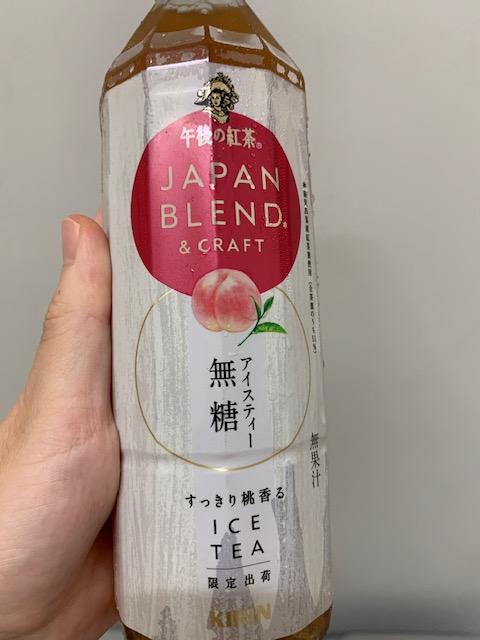 午後の紅茶®
JAPAN
BLEND※
& CRAFT
アイスティー
無糖
無果汁
すっきり桃香る
ICE
TEA
限定出荷
KIRIN